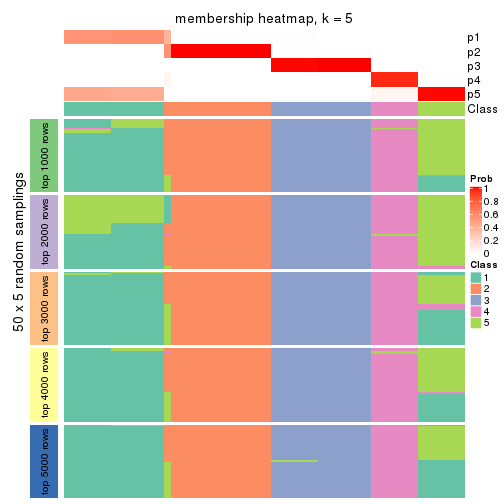 membership heatmap, k = 5
p1
p2
p3
p4
p5
Class
50 x 5 random samplings
top 1000 rows
top 2000 rows
top 3000 rows
top 4000 rows
top 5000 rows
Prob
1
0.8
0.6
0.4
0.2
0
Class
1
2
3
4
5